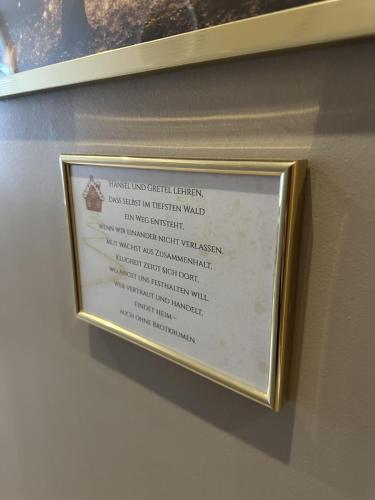 Hänsel und Gretel lehren,
dass selbst im tiefsten Wald
ein Weg entsteht,
wenn wir einander nicht verlassen.
Mut wächst aus Zusammenhalt,
Klugheit zeigt sich dort,
wo Angst uns festhalten will.
Wer vertraut und handelt,
findet heim –
auch ohne Brotkrumen.